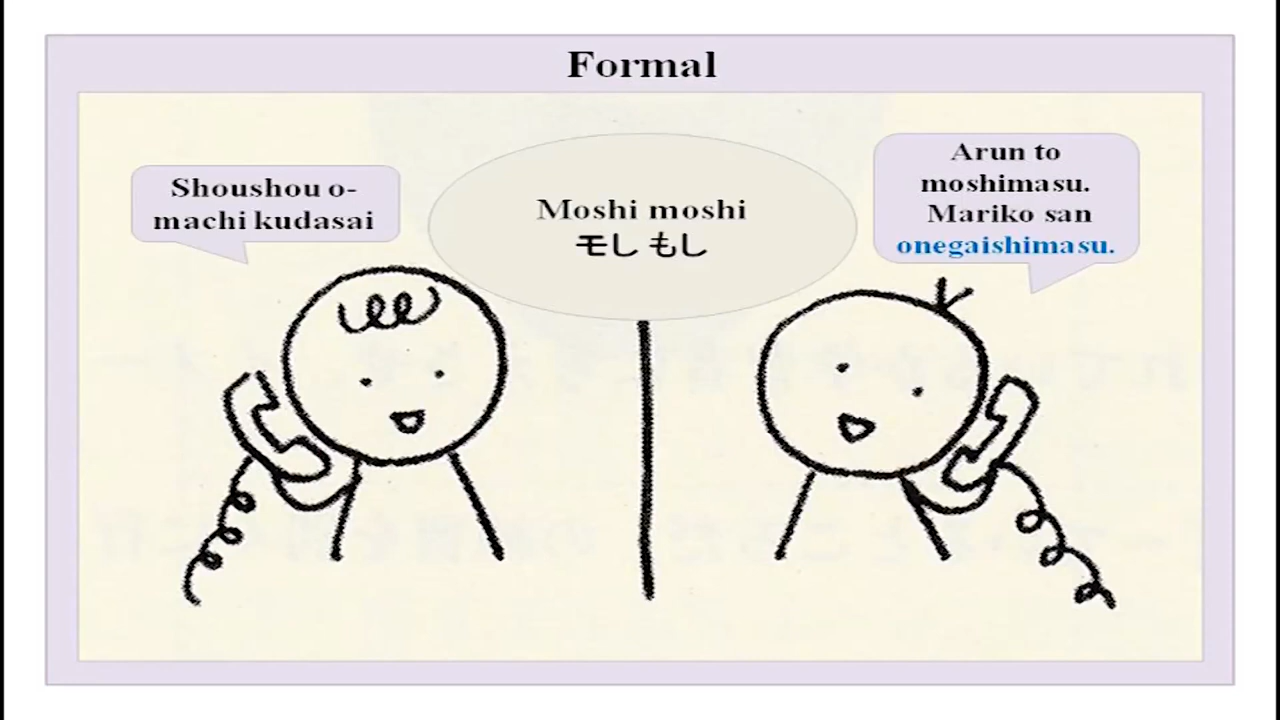 Formal
Shoushou o-
machi kudasai
Moshi moshi
モし もし
Arun to
moshimasu.
Mariko san
onegaishimasu.